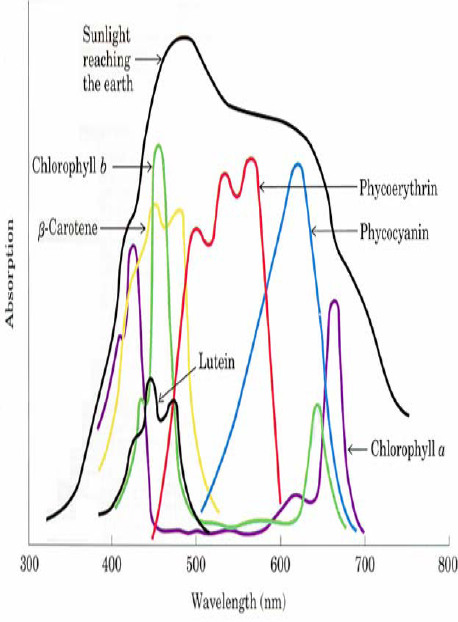 Sunlight
reaching
the earth
Chlorophyll b
β-Carotene
Phycoerythrin
Phycocyanin
Lutein
Chlorophyll a
Absorption
300 400 500 600 700 800
Wavelength (nm)